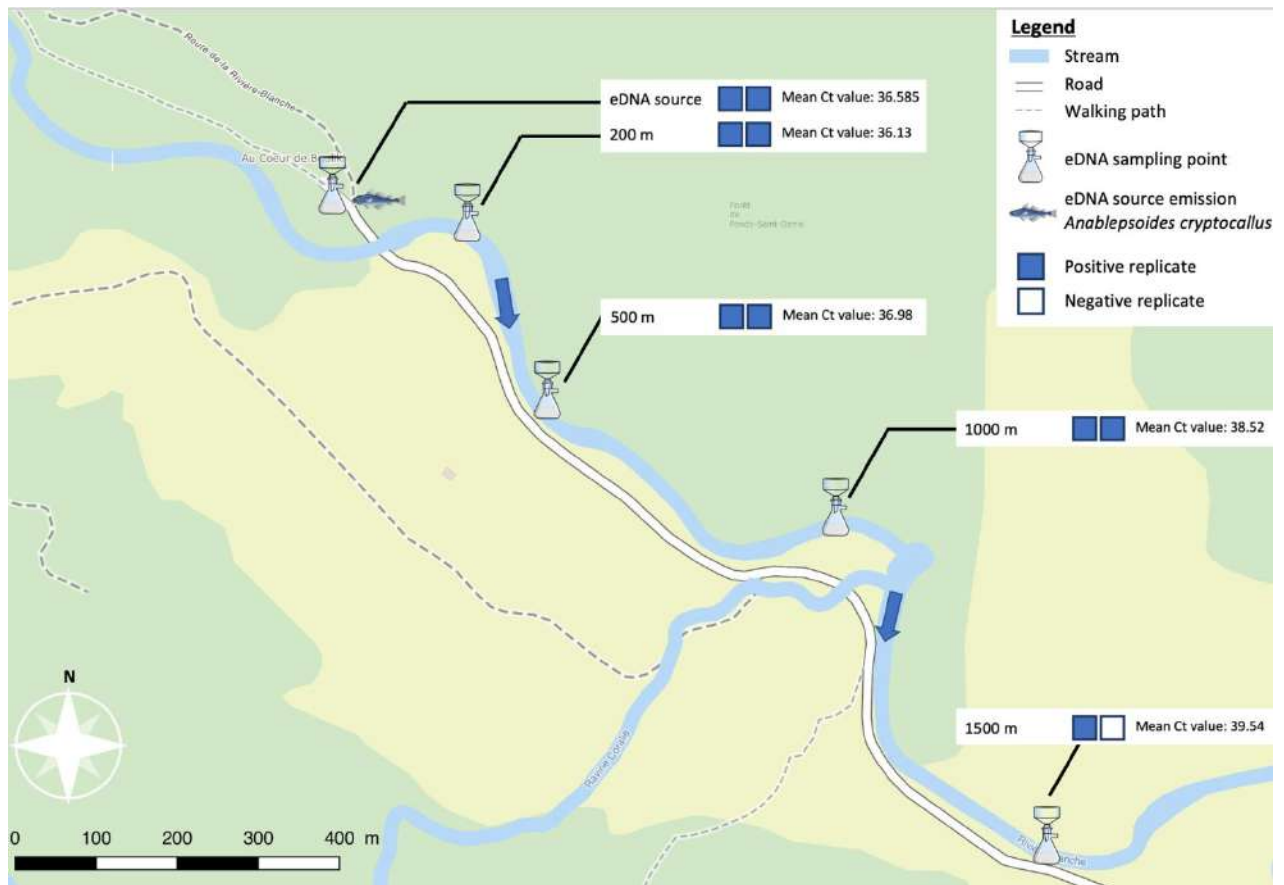 Legend
Stream
Road
Walking path
eDNA sampling point
eDNA source emission
Anablepsoides cryptocallus
Positive replicate
Negative replicate
Route de la Rivière-Blanche
eDNA source Mean Ct value: 36.585
200 m Mean Ct value: 36.13
Au Coeur de
Forêt
de
500 m Mean Ct value: 36.98
1000 m Mean Ct value: 38.52
N
1500 m Mean Ct value: 39.54
Ravine
0 100 200 300 400 m